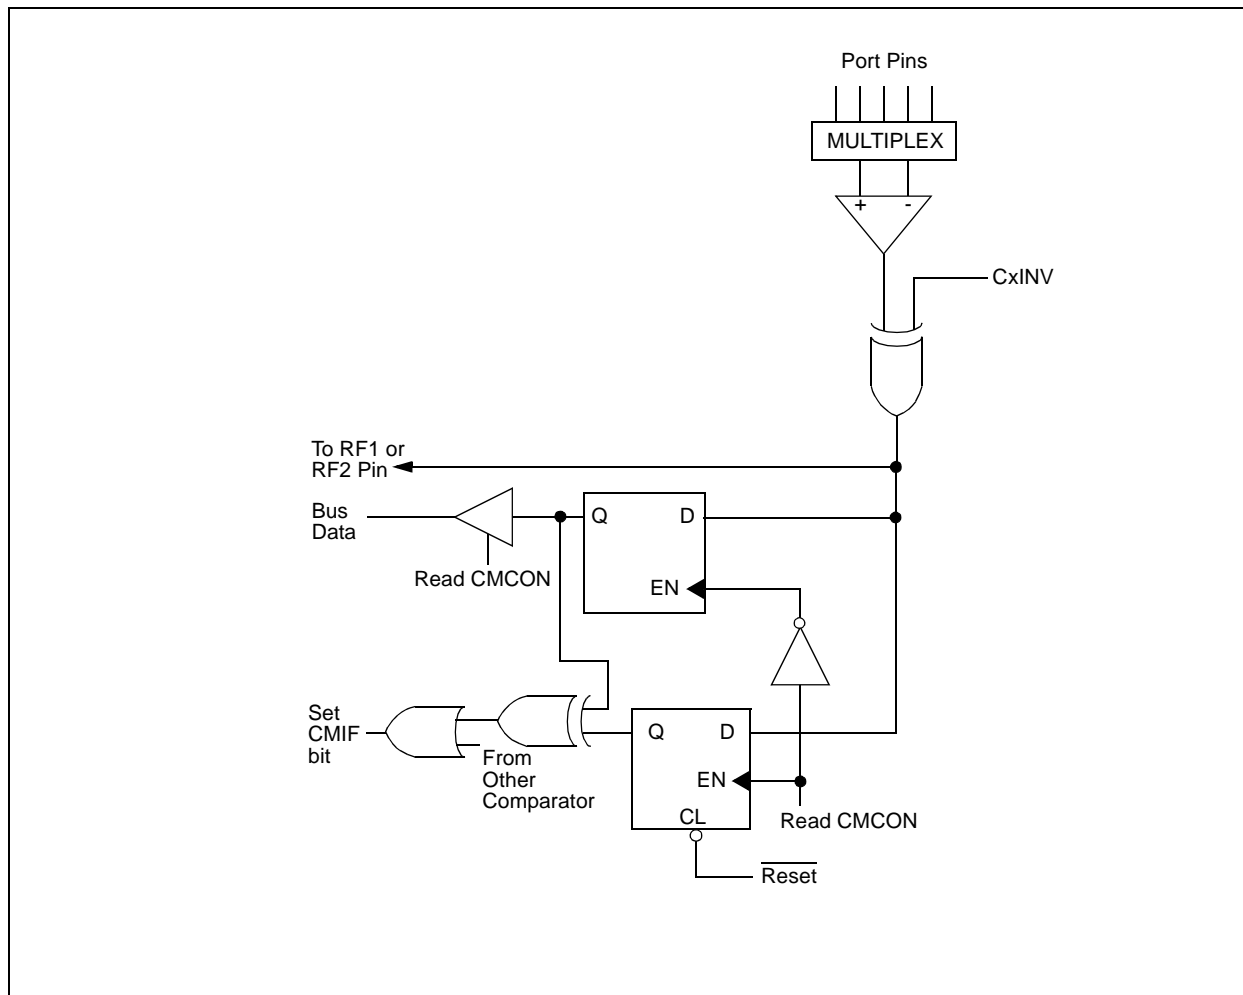 Port Pins
MULTIPLEX
+ -
CxINV
To RF1 or
RF2 Pin
Bus
Data
Q D
EN
Read CMCON
Set
CMIF
bit
From
Other
Comparator
Q D
EN
CL
Read CMCON
Reset